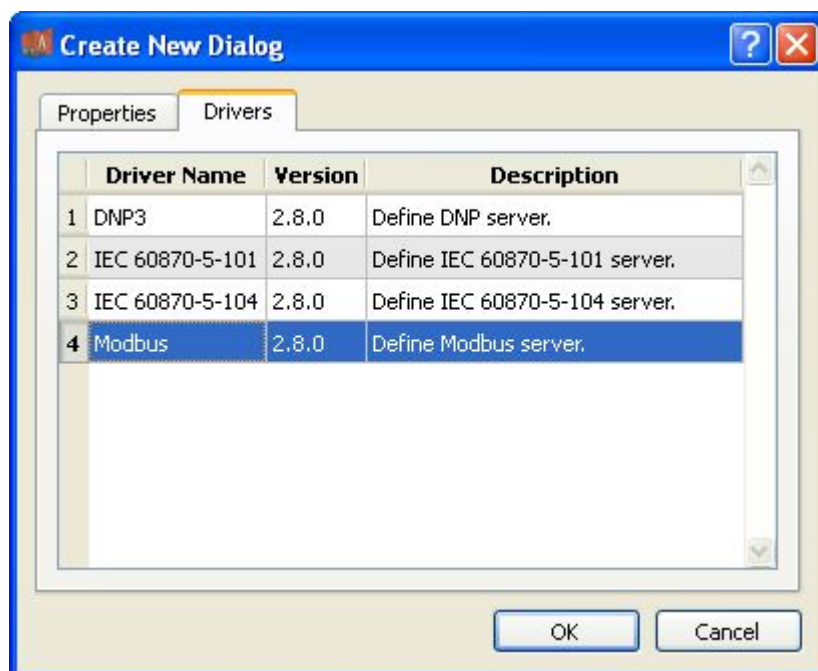 Create New Dialog
Properties Drivers
Driver Name Version Description
1 DNP3 2.8.0 Define DNP server.
2 IEC 60870-5-101 2.8.0 Define IEC 60870-5-101 server.
3 IEC 60870-5-104 2.8.0 Define IEC 60870-5-104 server.
4 Modbus 2.8.0 Define Modbus server.
OK Cancel